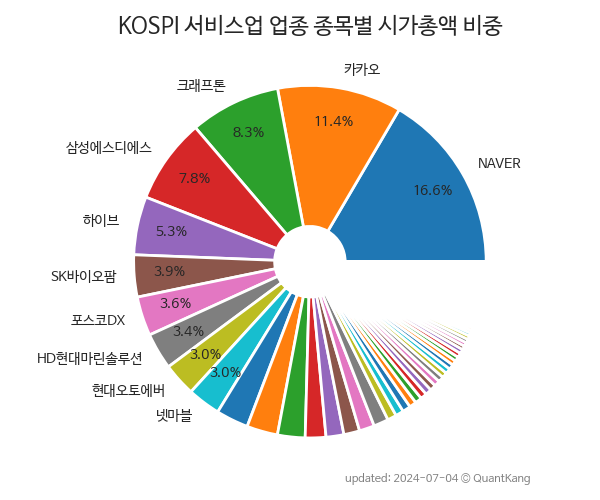 KOSPI 서비스업 업종 종목별 시가총액 비중
카카오
크래프톤
11.4%
8.3%
삼성에스디에스
NAVER
7.8%
16.6%
하이브
5.3%
SK바이오팜
3.9%
3.6%
포스코DX
3.4%
HD현대마린솔루션
3.0%
3.0%
현대오토에버
넷마블
updated: 2024-07-04 © QuantKang